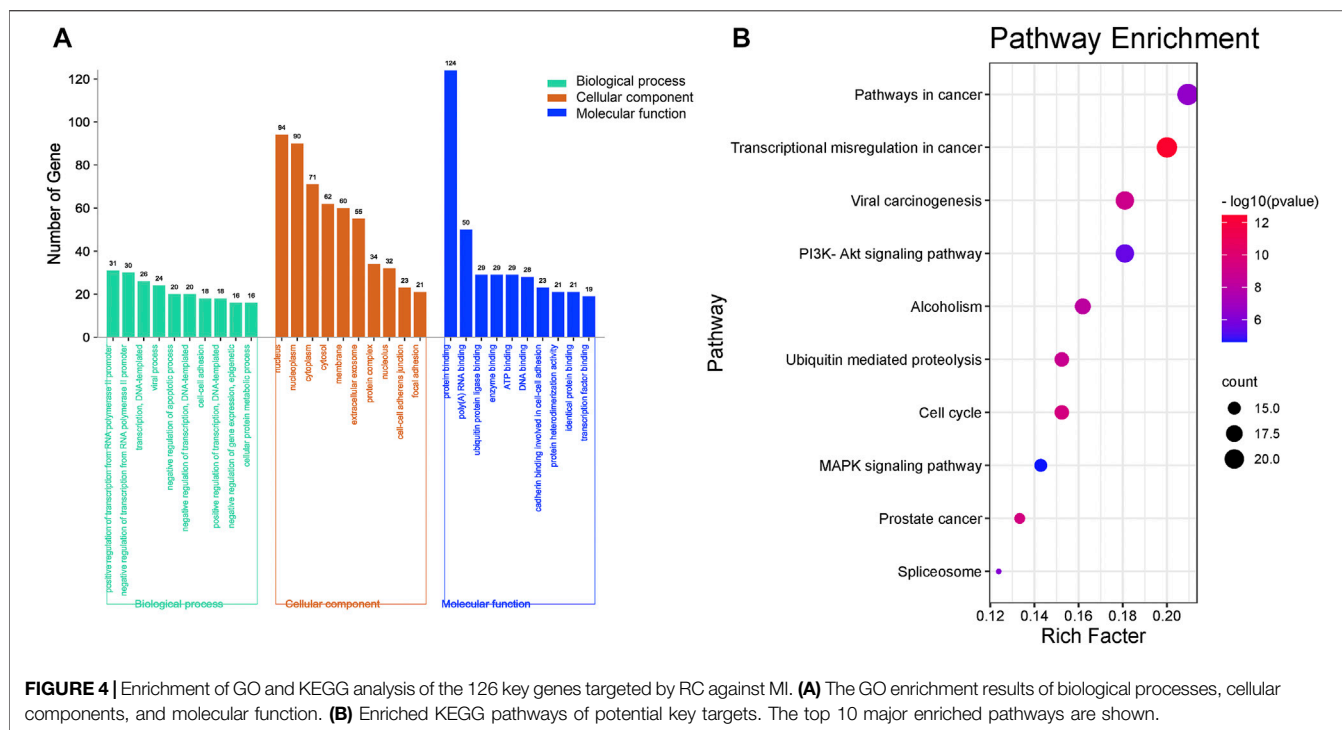 A
Number of Gene
120
100
80
60
40
20
0
Biological process
Cellular component
Molecular function
31
30
26
24
20
20
18
18
16
16
94
90
71
62
60
55
34
32
23
21
124
50
29
29
29
28
23
21
21
19
positive regulation of transcription from RNA polymerase II promoter
negative regulation of transcription from RNA polymerase II promoter
transcription, DNA-templated
viral process
negative regulation of apoptotic process
negative regulation of transcription, DNA-templated
cell-cell adhesion
positive regulation of transcription, DNA-templated
negative regulation of gene expression, epigenetic
cellular protein metabolic process
nucleus
nucleoplasm
cytoplasm
cytosol
membrane
extracellular exosome
protein complex
nucleolus
cell-cell adherens junction
focal adhesion
protein binding
poly(A) RNA binding
ubiquitin protein ligase binding
enzyme binding
ATP binding
DNA binding
cadherin binding involved in cell-cell adhesion
protein heterodimerization activity
identical protein binding
transcription factor binding
Biological process
Cellular component
Molecular function
B
Pathway Enrichment
Pathway
Pathways in cancer
Transcriptional misregulation in cancer
Viral carcinogenesis
PI3K- Akt signaling pathway
Alcoholism
Ubiquitin mediated proteolysis
Cell cycle
MAPK signaling pathway
Prostate cancer
Spliceosome
0.12 0.14 0.16 0.18 0.20
Rich Facter
- log10(pvalue)
12
10
8
6
count
15.0
17.5
20.0
FIGURE 4 | Enrichment of GO and KEGG analysis of the 126 key genes targeted by RC against MI. (A) The GO enrichment results of biological processes, cellular
components, and molecular function. (B) Enriched KEGG pathways of potential key targets. The top 10 major enriched pathways are shown.